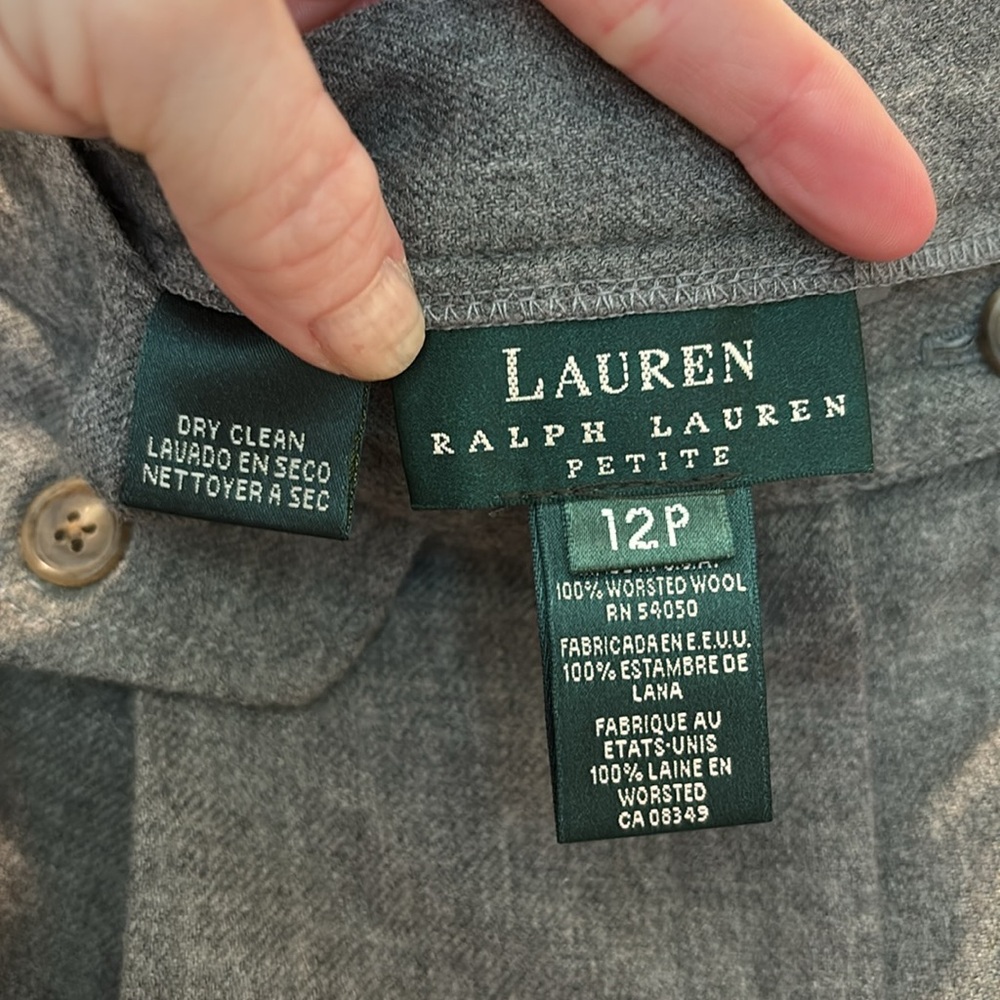 DRY CLEAN
LAVADO EN SECO
NETTOYER A SEC
LAUREN
RALPH LAUREN
PETITE
12P
100% WORSTED WOOL
RN 54050
FABRICADA EN E.E.U.U.
100% ESTAMBRE DE
LANA
FABRIQUE AU
ETATS-UNIS
100% LAINE EN
WORSTED
CA 08349